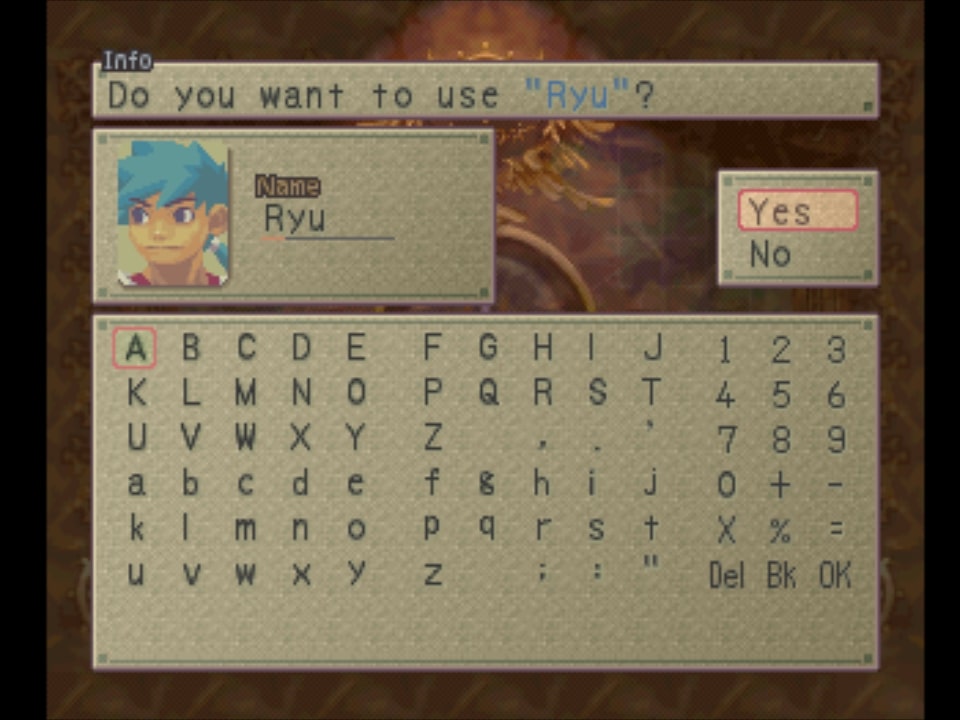 Info
Do you want to use "Ryu"?
Name
Ryu
Yes
No
A B C D E F G H I J 1 2 3
K L M N O P Q R S T 4 5 6
U V W X Y Z , . ' 7 8 9
a b c d e f g h i j 0 + -
k l m n o p q r s t X % =
u v w x y z ; : " Del Bk OK